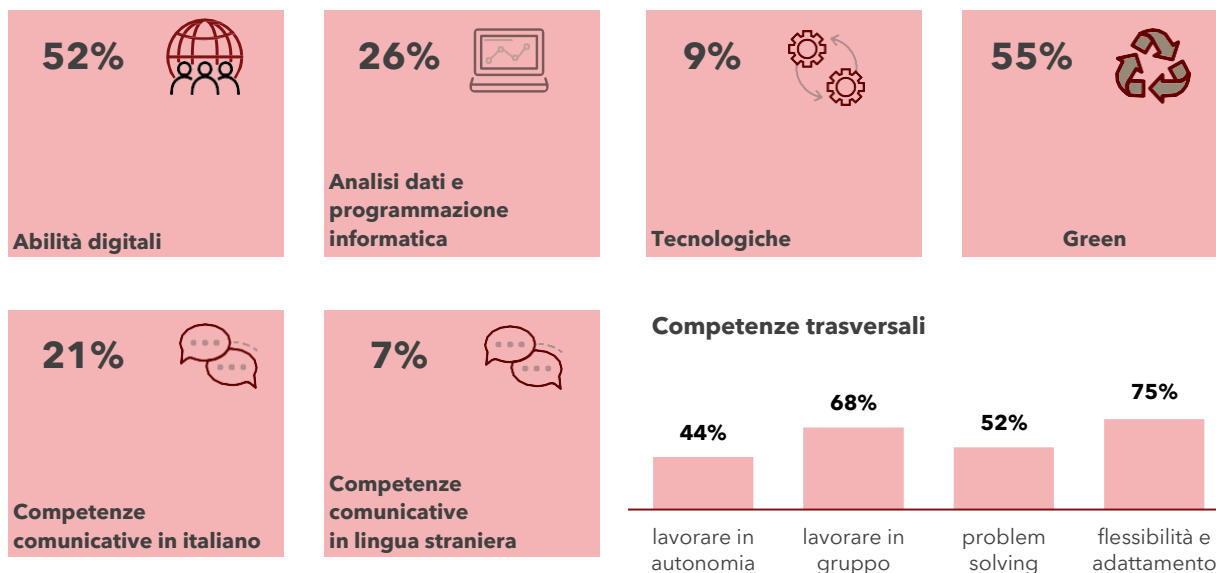 52%
Abilità digitali
26%
Analisi dati e
programmazione
informatica
9%
Tecnologiche
55%
Green
21%
Competenze
comunicative in italiano
7%
Competenze
comunicative
in lingua straniera
Competenze trasversali
44%
68%
52%
75%
lavorare in
autonomia
lavorare in
gruppo
problem
solving
flessibilità e
adattamento